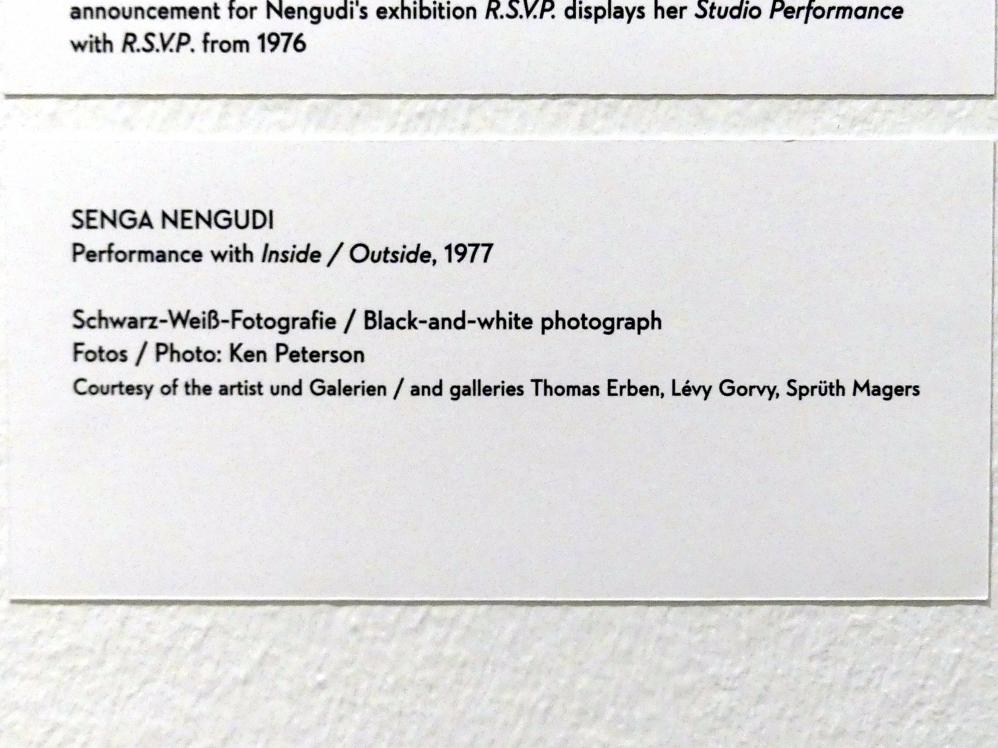 announcement for Nengudi's exhibition R.S.V.P. displays her Studio Performance
with R.S.V.P. from 1976
SENGA NENGUDI
Performance with Inside / Outside, 1977
Schwarz-Weiß-Fotografie / Black-and-white photograph
Fotos / Photo: Ken Peterson
Courtesy of the artist und Galerien / and galleries Thomas Erben, Lévy Gorvy, Sprüth Magers